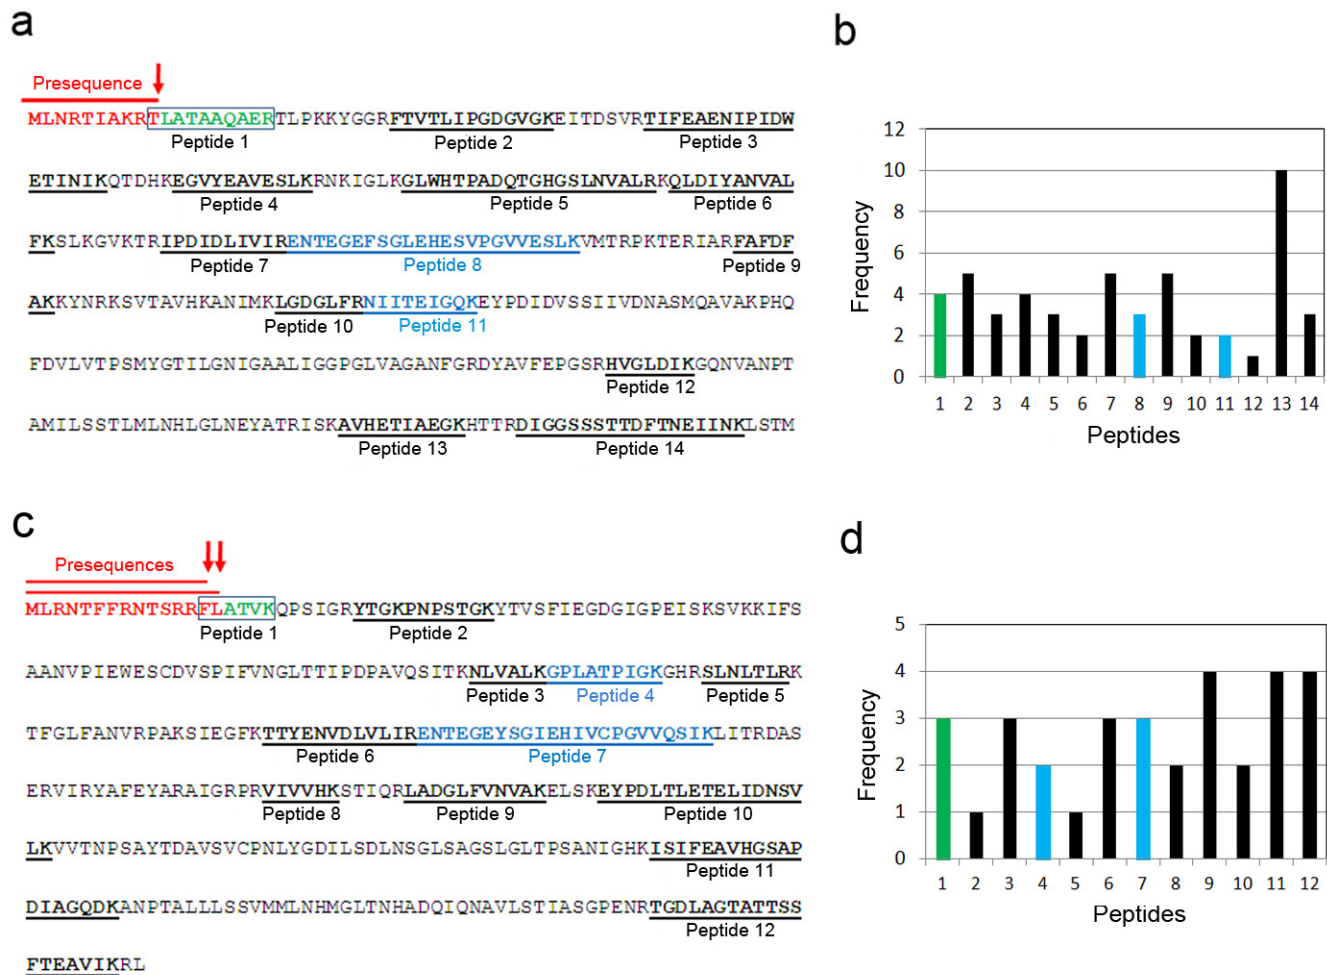 a
Presequence
MLNRTIAKRTLATAAQAERTLPKKYGGRFTVTLIPGDGVGKEITDSVRTIFEAENIPIDW
Peptide 1 Peptide 2 Peptide 3
ETINIKQTDHKEGVYEAVESLKRNKIGLKGLWHTPADQTGHGSLNVALRKQLDIYANVAL
Peptide 4 Peptide 5 Peptide 6
FKSLKGVKTRIPDIDLIVIRENTEGEFSGLEHESVPGVVESLKVMTRPKTERIARFAFDF
Peptide 7 Peptide 8 Peptide 9
AKKYNRKSVTAVHKANIMKLGDGLFRNIITEIGQKEYPDIDVSSIIVDNASMQAVAKPHQ
Peptide 10 Peptide 11
FDVLVTPSMYGTILGNIGAALIGGPGLVAGANFGRDYAVFEPGSRHVGLDIKGQNVANPT
Peptide 12
AMILSSTLMLNHLGLNEYATRISKAVHETIAEGKHTTRDIGGSSSTTDFTNEIINKLSTM
Peptide 13 Peptide 14
b
Frequency
12
10
8
6
4
2
0
1 2 3 4 5 6 7 8 9 10 11 12 13 14
Peptides
c
Presequences
MLRNTFFRNTSRRFLATVKQPSIGRYTGKPNPSTGKYTVSFIEGDGIGPEISKSVKKIFS
Peptide 1 Peptide 2
AANVPIEWESCDVSPIFVNGLTTIPDPAVQSITKNLVALKGPLATPIGKGHRSLNLTLRK
Peptide 3 Peptide 4 Peptide 5
TFGLFANVRPAKSIEGFKTTYENVDLVLIRENTEGEYSGIEHIVCPGVVQSIKLITRDAS
Peptide 6 Peptide 7
ERVIRYAFEYARAIGRPRVIVVHKSTIQRLADGLFVNVAKELSKEYPDLTLETELIDNSV
Peptide 8 Peptide 9 Peptide 10
LKVVTNPSAYTDAVSVCPNLYGDILSDLNSGLSAGSLGLTPSANIGHKISIFEAVHGSAP
Peptide 11
DIAGQDKANPTALLLSSVMMLNHMGLTNHADQIQNAVLSTIASGPENRTGDLAGTATTSS
Peptide 12
FTEAVIKRL
d
Frequency
5
4
3
2
1
0
1 2 3 4 5 6 7 8 9 10 11 12
Peptides